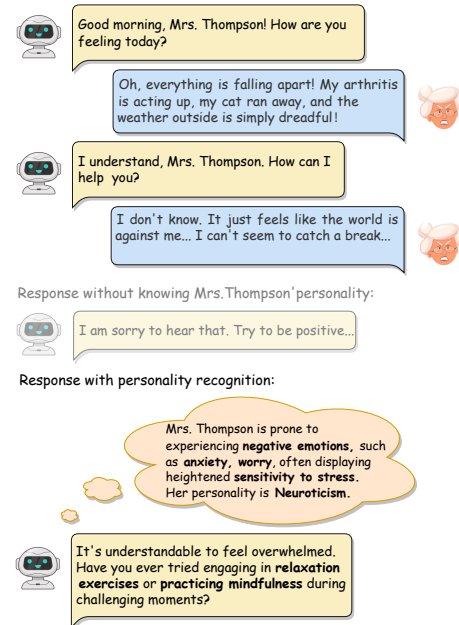 Good morning, Mrs. Thompson! How are you
feeling today?
Oh, everything is falling apart! My arthritis
is acting up, my cat ran away, and the
weather outside is simply dreadful!
I understand, Mrs. Thompson. How can I
help you?
I don't know. It just feels like the world is
against me... I can't seem to catch a break...
Response without knowing Mrs.Thompson'personality:
I am sorry to hear that. Try to be positive...
Response with personality recognition:
Mrs. Thompson is prone to
experiencing negative emotions, such
as anxiety, worry, often displaying
heightened sensitivity to stress.
Her personality is Neuroticism.
It's understandable to feel overwhelmed.
Have you ever tried engaging in relaxation
exercises or practicing mindfulness during
challenging moments?